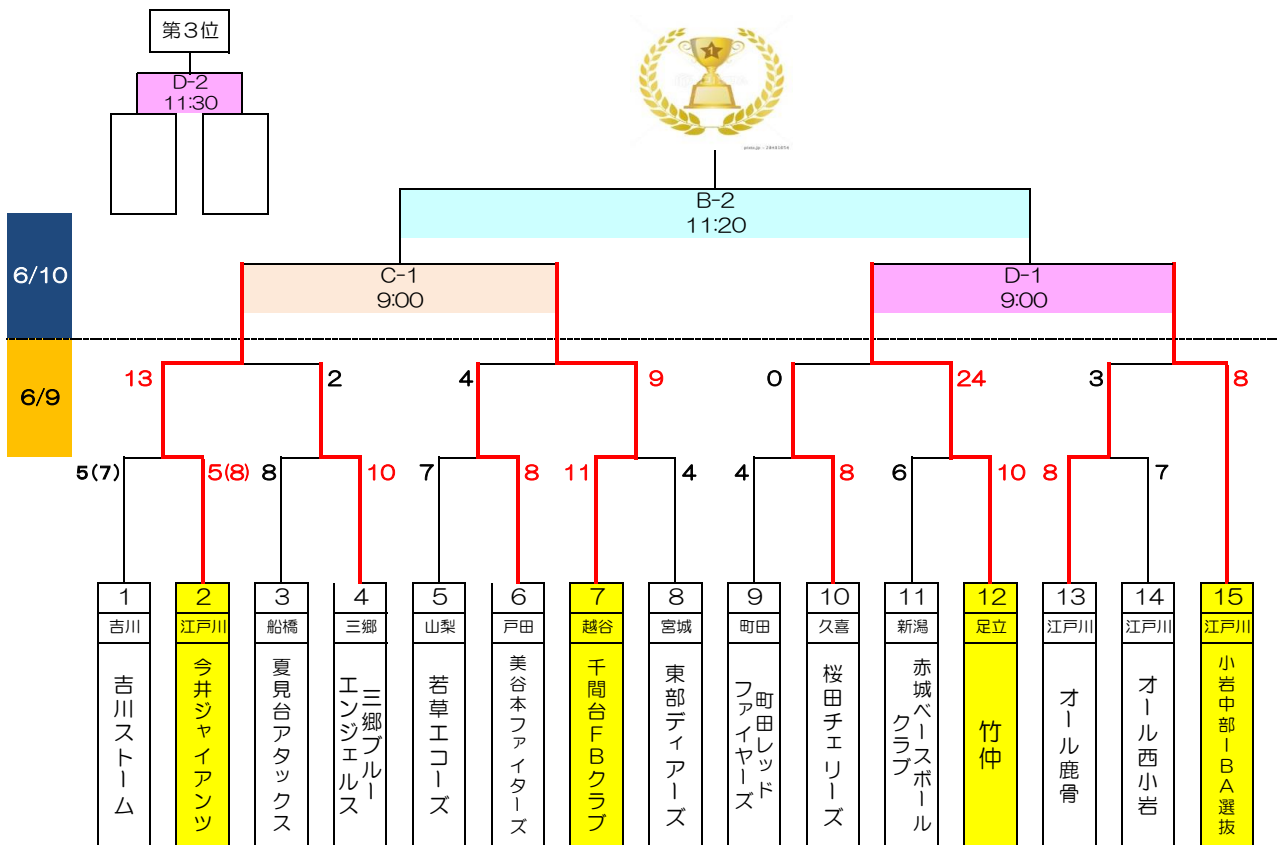 第3位
D-2
11:30
1
B-2
11:20
6/10
C-1
9:00
D-1
9:00
6/9
13
2
4
9
0
24
3
8
5(7)
5(8)
8
10
7
8
11
4
4
8
6
10
8
7
1
2
3
4
5
6
7
8
9
10
11
12
13
14
15
吉川
江戸川
船橋
三郷
山梨
戸田
越谷
宮城
町田
久喜
新潟
足立
江戸川
江戸川
江戸川
吉川ストーム
今井ジャイアンツ
夏見台アタックス
三郷ブルー
エンジェルス
若草エコーズ
美谷本ファイターズ
千間台FBクラブ
東部ディアーズ
町田レッド
ファイヤーズ
桜田チェリーズ
赤城ベースボール
クラブ
竹仲
オール鹿骨
オール西小岩
小岩中部IBA選抜